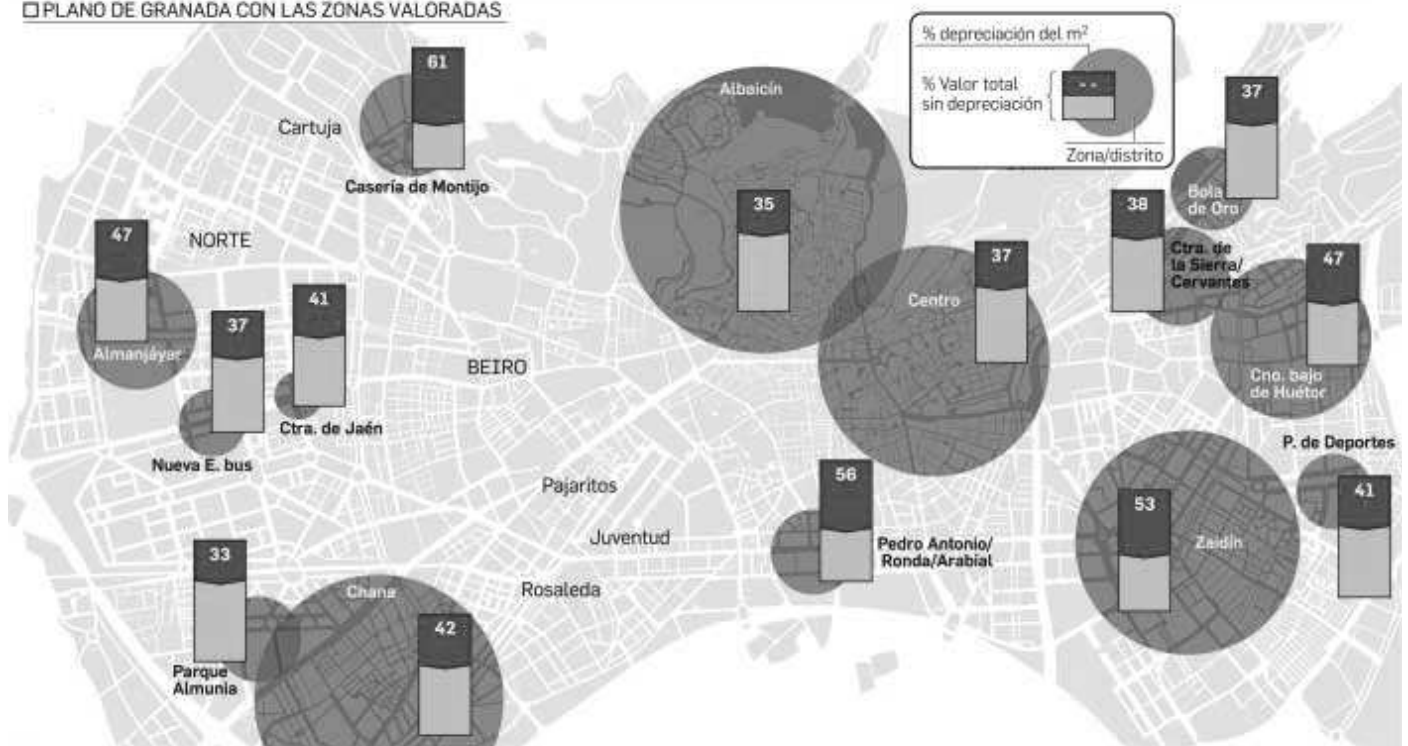 PLANO DE GRANADA CON LAS ZONAS VALORADAS
% depreciación del m²
% Valor total
sin depreciación
--
Zona/distrito
61
Cartuja
Casería de Montijo
Albaicín
35
37
Bola
de Oro
38
Ctra. de
la Sierra/
Cervantes
47
NORTE
Almanjáyar
37
Nueva E. bus
41
Ctra. de Jaén
BEIRO
37
Centro
47
Cno. bajo
de Huétor
P. de Deportes
41
Pajaritos
Juventud
Rosaleda
56
Pedro Antonio/
Ronda/Arabial
53
Zaidín
33
Parque
Almunia
Chana
42